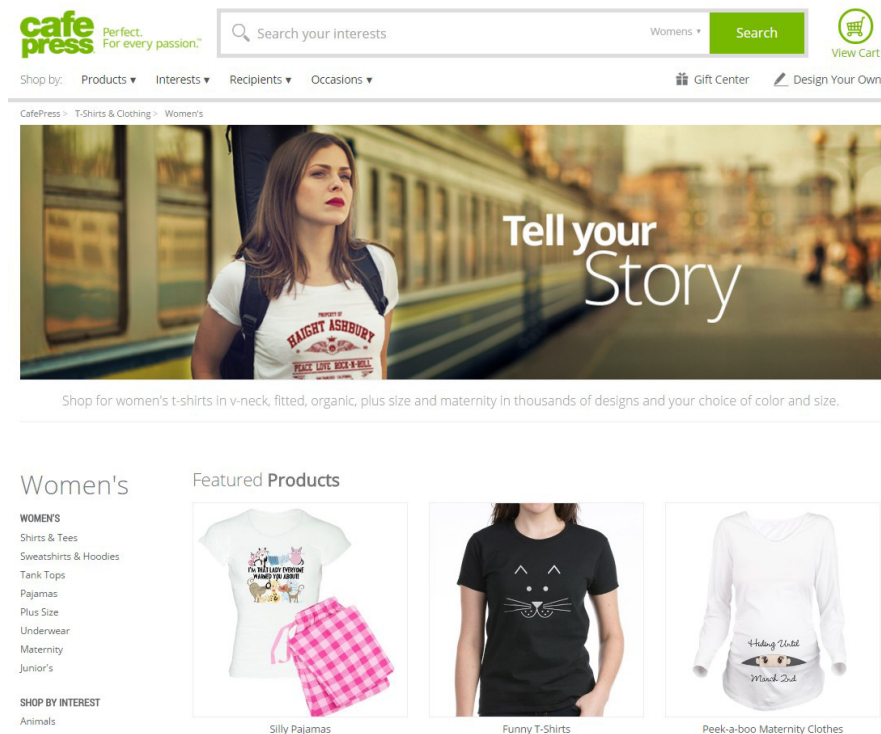 cafe
press
Perfect.
For every passion.™
Search your interests
Womens ▾
Search
View Cart
Shop by:
Products ▾
Interests ▾
Recipients ▾
Occasions ▾
Gift Center
Design Your Own
CafePress > T-Shirts & Clothing > Women's
PROPERTY OF
HAIGHT ASHBURY
PEACE LOVE ROCK-N-ROLL
Tell your
Story
Shop for women's t-shirts in v-neck, fitted, organic, plus size and maternity in thousands of designs and your choice of color and size.
Women's
WOMEN'S
Shirts & Tees
Sweatshirts & Hoodies
Tank Tops
Pajamas
Plus Size
Underwear
Maternity
Junior's
SHOP BY INTEREST
Animals
Featured Products
I'M THAT LADY EVERYONE
WARNED YOU ABOUT!
Silly Pajamas
Funny T-Shirts
Hiding Until
March 2nd
Peek-a-boo Maternity Clothes